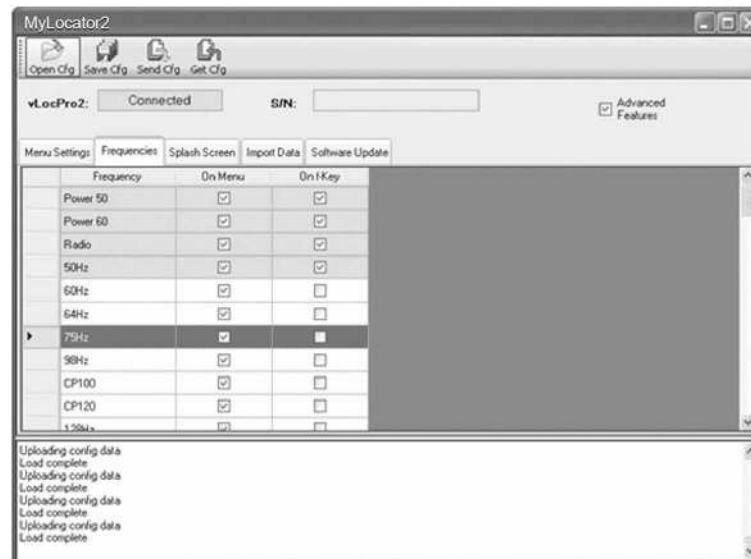 MyLocator2
Open Cfg Save Cfg Send Cfg Get Cfg
vLocPro2: Connected S/N: Advanced Features
Menu Settings Frequencies Splash Screen Import Data Software Update
Frequency On Menu On f-Key
Power 50
Power 60
Radio
50Hz
60Hz
64Hz
75Hz
98Hz
CP100
CP120
128Hz
Uploading config data
Load complete
Uploading config data
Load complete
Uploading config data
Load complete
Uploading config data
Load complete